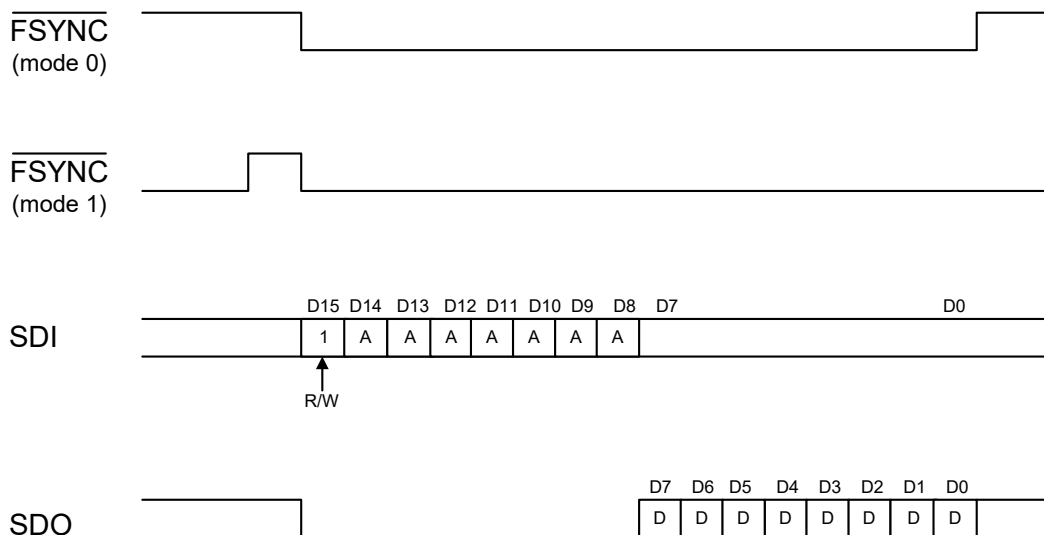 FSYNC
(mode 0)
FSYNC
(mode 1)
D15 D14 D13 D12 D11 D10 D9 D8 D7 D0
SDI 1 A A A A A A A
R/W
D7 D6 D5 D4 D3 D2 D1 D0
SDO D D D D D D D D